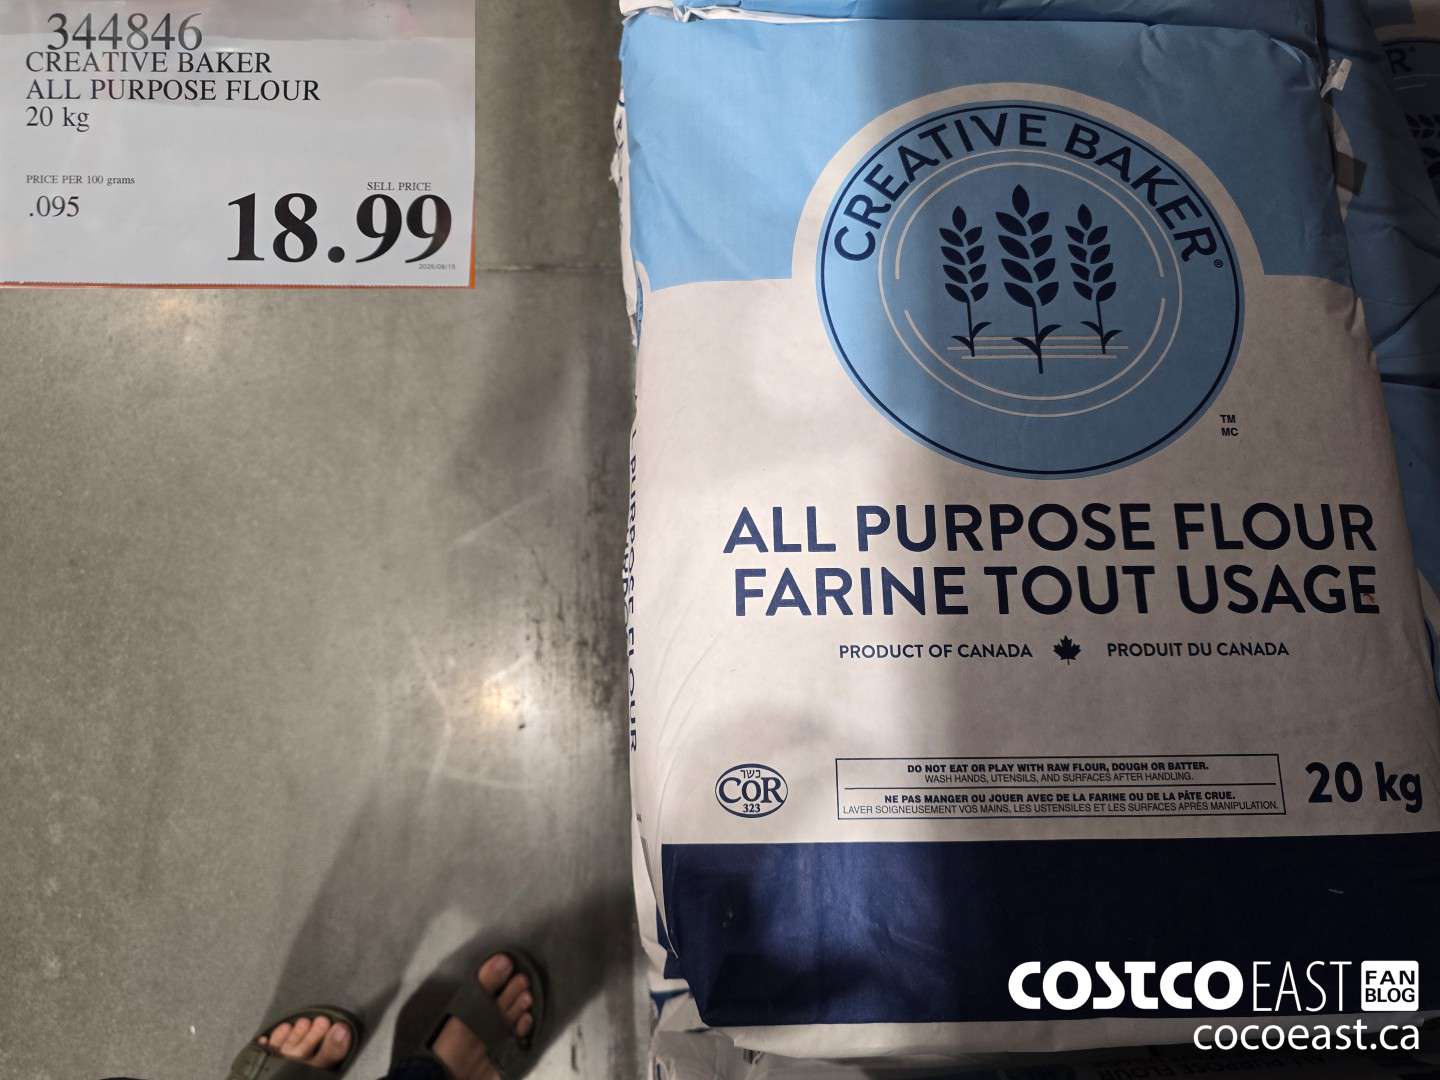 344846
CREATIVE BAKER
ALL PURPOSE FLOUR
20 kg
PRICE PER 100 grams
.095
SELL PRICE
18.99
CREATIVE BAKER®
TM
MC
ALL PURPOSE FLOUR
FARINE TOUT USAGE
PRODUCT OF CANADA
PRODUIT DU CANADA
כשר
COR
323
DO NOT EAT OR PLAY WITH RAW FLOUR, DOUGH OR BATTER.
WASH HANDS, UTENSILS, AND SURFACES AFTER HANDLING.
NE PAS MANGER OU JOUER AVEC DE LA FARINE OU DE LA PÂTE CRUE.
LAVER SOIGNEUSEMENT VOS MAINS, LES USTENSILES ET LES SURFACES APRÈS MANIPULATION.
20 kg
ALL PURPOSE FLOUR
COSTCO EAST FAN BLOG
cocoeast.ca